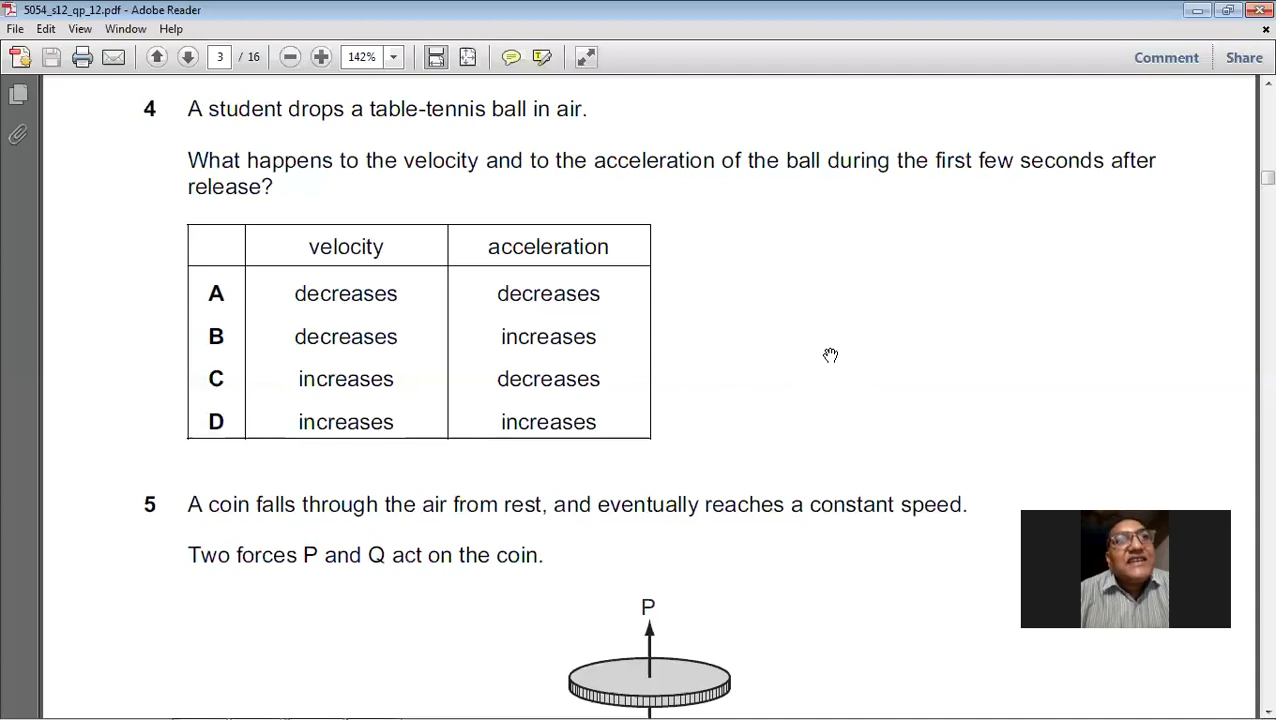 5054_s12_qp_12.pdf - Adobe Reader
File Edit View Window Help
3 / 16 142% Comment Share
4 A student drops a table-tennis ball in air.
What happens to the velocity and to the acceleration of the ball during the first few seconds after
release?
velocity acceleration
A decreases decreases
B decreases increases
C increases decreases
D increases increases
5 A coin falls through the air from rest, and eventually reaches a constant speed.
Two forces P and Q act on the coin.
P